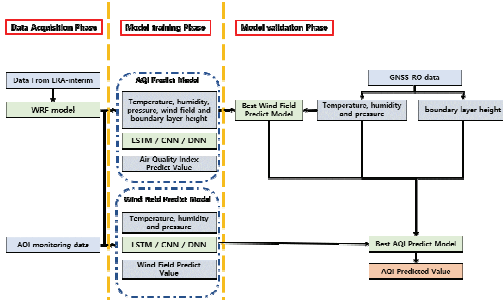 Data Acquisition Phase
Model training Phase
Model validation Phase
Data From ERA-interim
WRF model
AQI monitoring data
AQI Predict Model
Temperature, humidity,
pressure, wind field and
boundary layer height
LSTM / CNN / DNN
Air Quality Index
Predict Value
Wind Field Predict Model
Temperature, humidity
and pressure
LSTM / CNN / DNN
Wind Field Predict
Value
GNSS-RO data
Best Wind Field
Predict Model
Temperature, humidity
and pressure
boundary layer height
Best AQI Predict Model
AQI Predicted Value